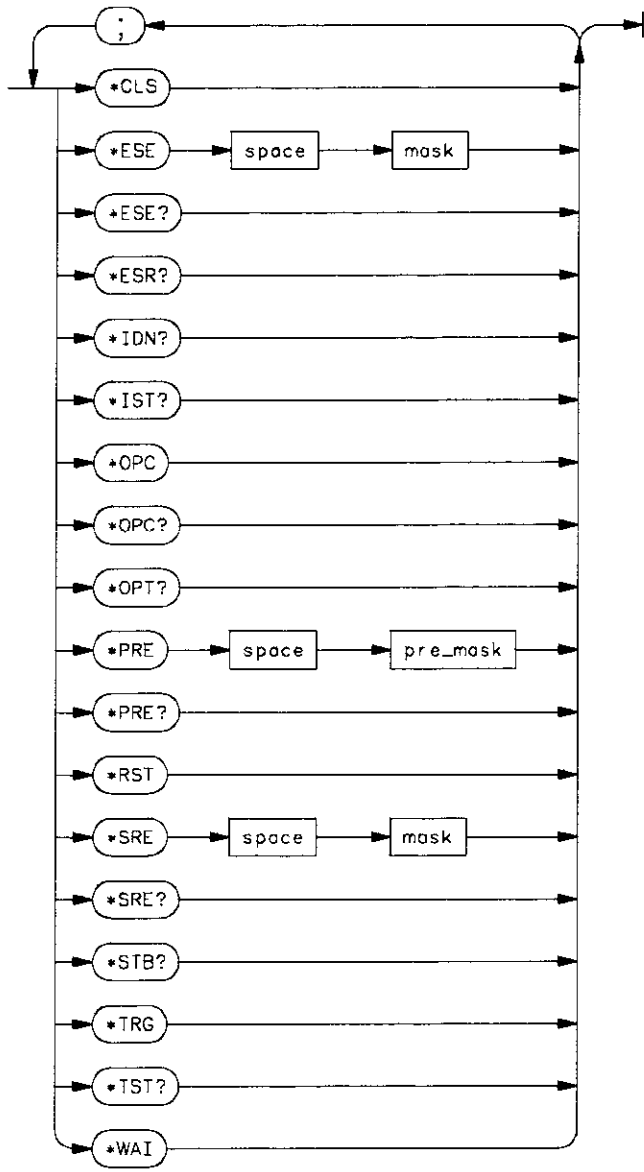 ;
*CLS
*ESE space mask
*ESE?
*ESR?
*IDN?
*IST?
*OPC
*OPC?
*OPT?
*PRE space pre_mask
*PRE?
*RST
*SRE space mask
*SRE?
*STB?
*TRG
*TST?
*WAI